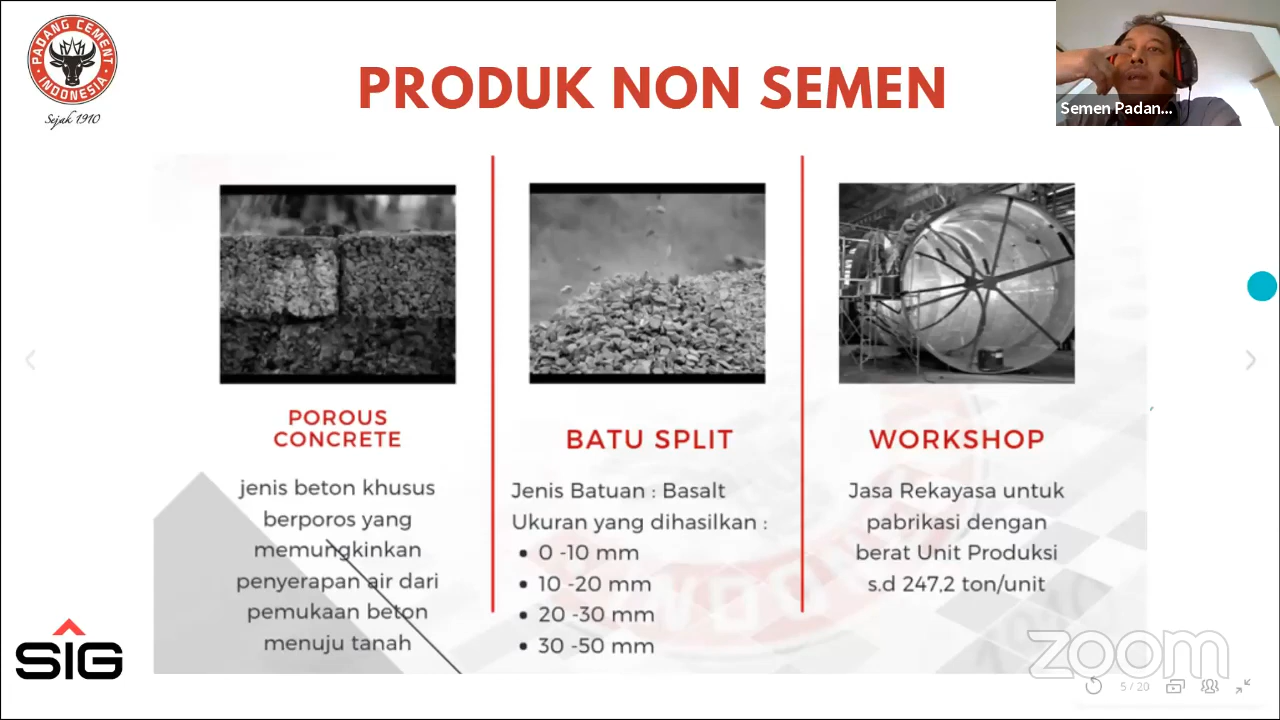 PADANG CEMENT
INDONESIA
Sejak 1910
PRODUK NON SEMEN
Semen Padan...
POROUS
CONCRETE
jenis beton khusus
berporos yang
memungkinkan
penyerapan air dari
pemukaan beton
menuju tanah
BATU SPLIT
Jenis Batuan : Basalt
Ukuran yang dihasilkan :
• 0 -10 mm
• 10 -20 mm
• 20 -30 mm
• 30 -50 mm
WORKSHOP
Jasa Rekayasa untuk
pabrikasi dengan
berat Unit Produksi
s.d 247,2 ton/unit
SIG
zoom
5 / 20